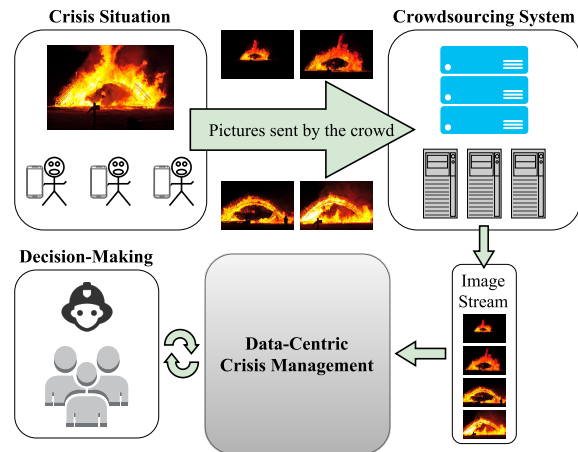 Crisis Situation
Crowdsourcing System
Pictures sent by the crowd
Decision-Making
Image
Stream
Data-Centric
Crisis Management